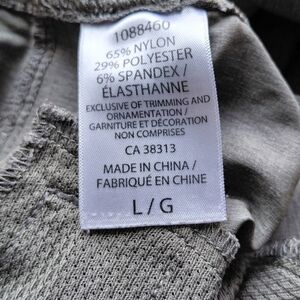 1088460
65% NYLON
29% POLYESTER
6% SPANDEX /
ÉLASTHANNE
EXCLUSIVE OF TRIMMING AND
ORNAMENTATION /
GARNITURE ET DÉCORATION
NON COMPRISES
CA 38313
MADE IN CHINA /
FABRIQUÉ EN CHINE
L / G